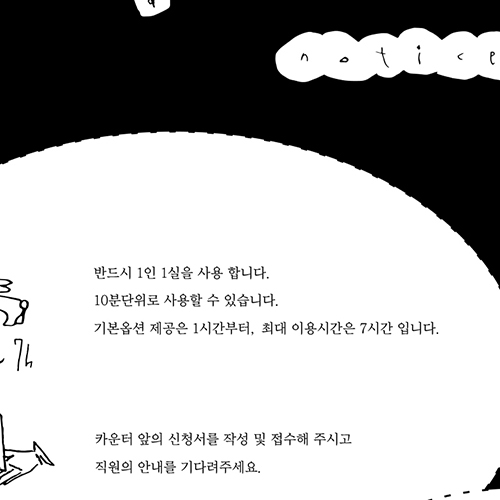 notice
반드시 1인 1실을 사용 합니다.
10분단위로 사용할 수 있습니다.
기본옵션 제공은 1시간부터, 최대 이용시간은 7시간 입니다.
카운터 앞의 신청서를 작성 및 접수해 주시고
직원의 안내를 기다려주세요.